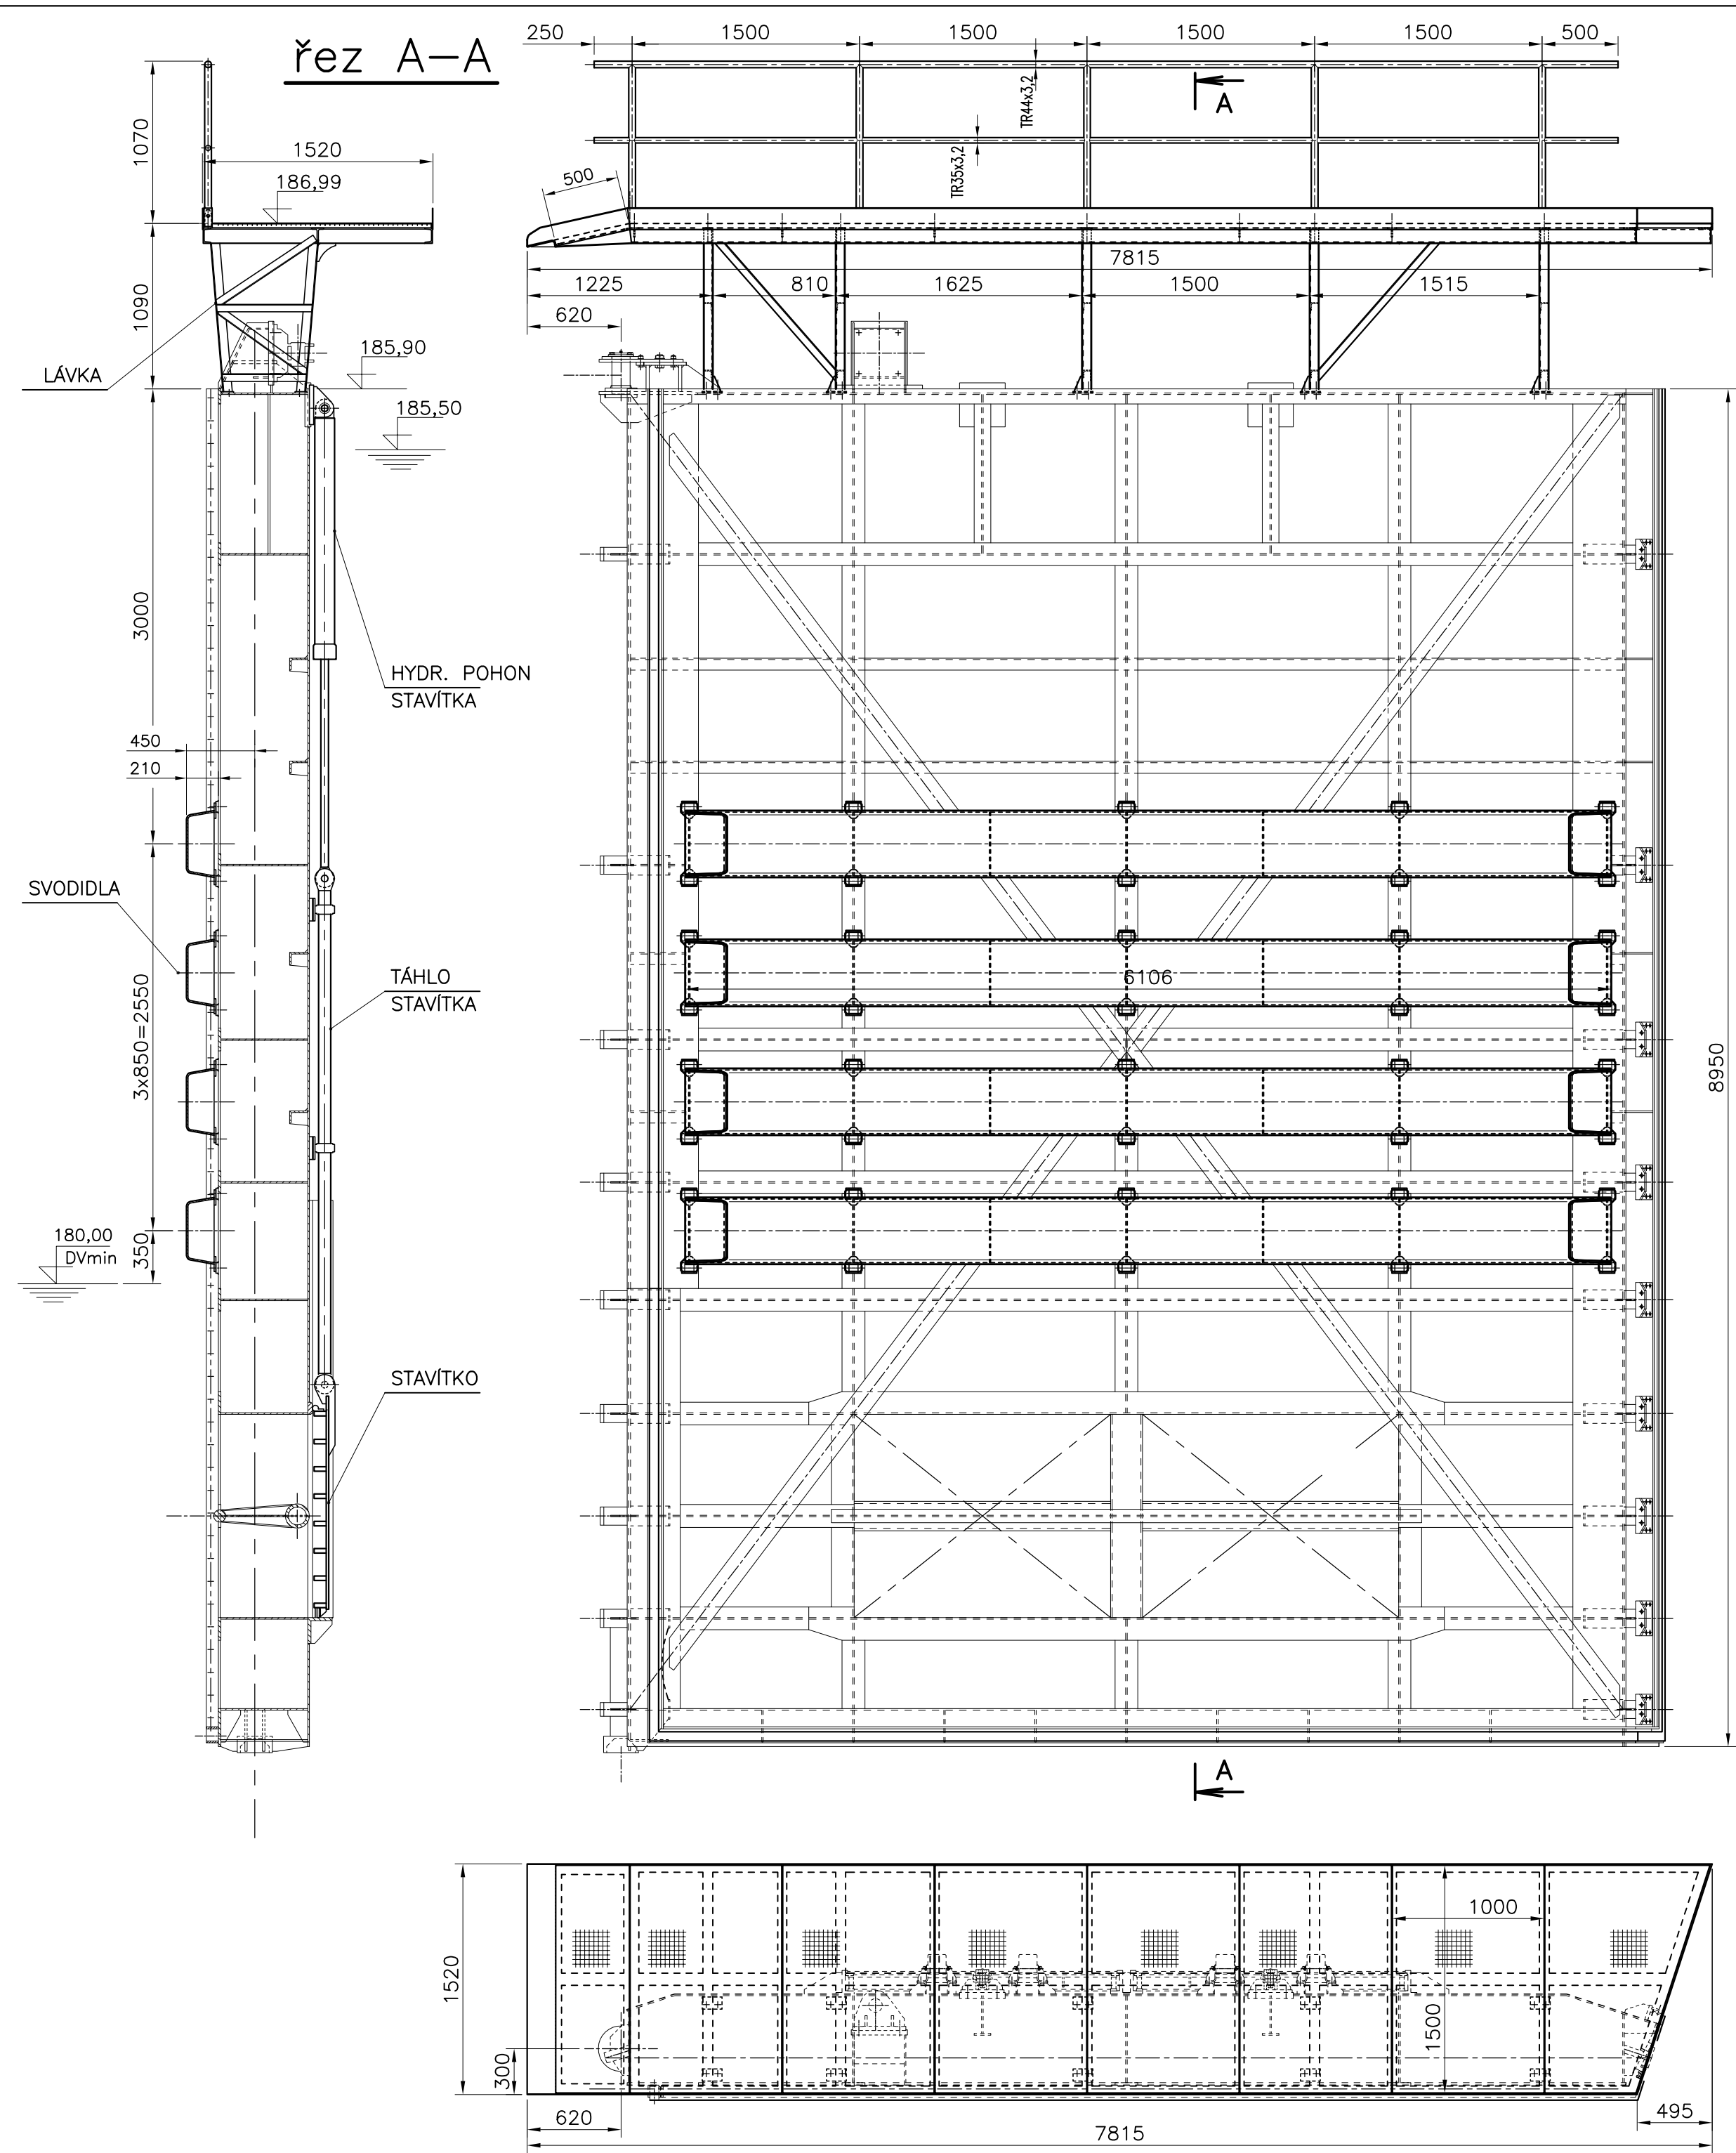 řez A–A
250
1500
1500
1500
1500
500
TR44x3,2
A
TR35x3,2
1070
1520
186,99
500
7815
1225
810
1625
1500
1515
620
1090
185,90
LÁVKA
185,50
3000
HYDR. POHON
STAVÍTKA
450
210
SVODIDLA
TÁHLO
STAVÍTKA
6106
3x850=2550
8950
180,00
DVmin
350
STAVÍTKO
A
1520
1000
1500
300
620
495
7815